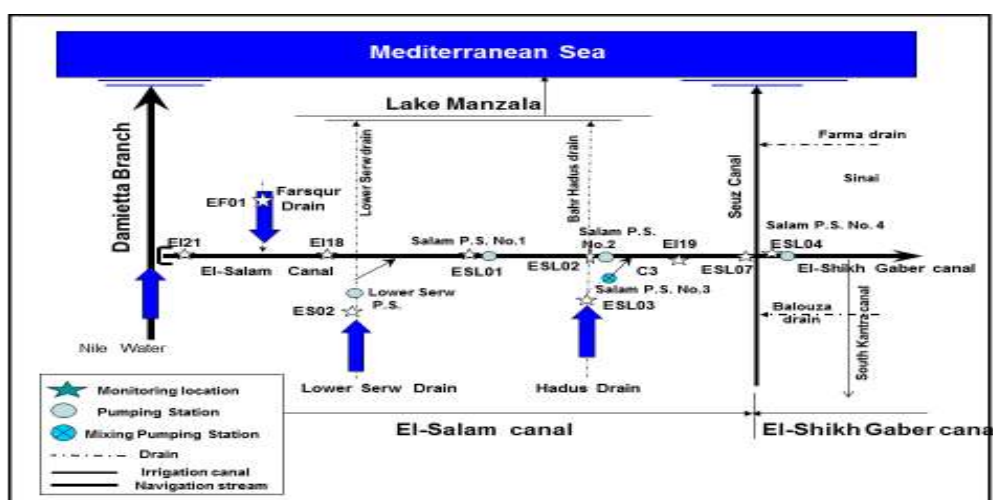 Mediterranean Sea
Lake Manzala
Damietta Branch
Lower Serw drain
Bahr Hadus drain
Seuz Canal
Farma drain
Sinai
EF01
Farsqur
Drain
EI21
EI18
Salam P.S. No.1
Salam P.S.
No.2
EI19
Salam P.S. No. 4
ESL04
El-Salam Canal
ESL01
ESL02
C3
ESL07
El-Shikh Gaber canal
Lower Serw
P.S.
Salam P.S. No.3
ES02
ESL03
Balouza
drain
South Kantra canal
Nile Water
Lower Serw Drain
Hadus Drain
Monitoring location
Pumping Station
Mixing Pumping Station
Drain
Irrigation canal
Navigation stream
El-Salam canal
El-Shikh Gaber cana